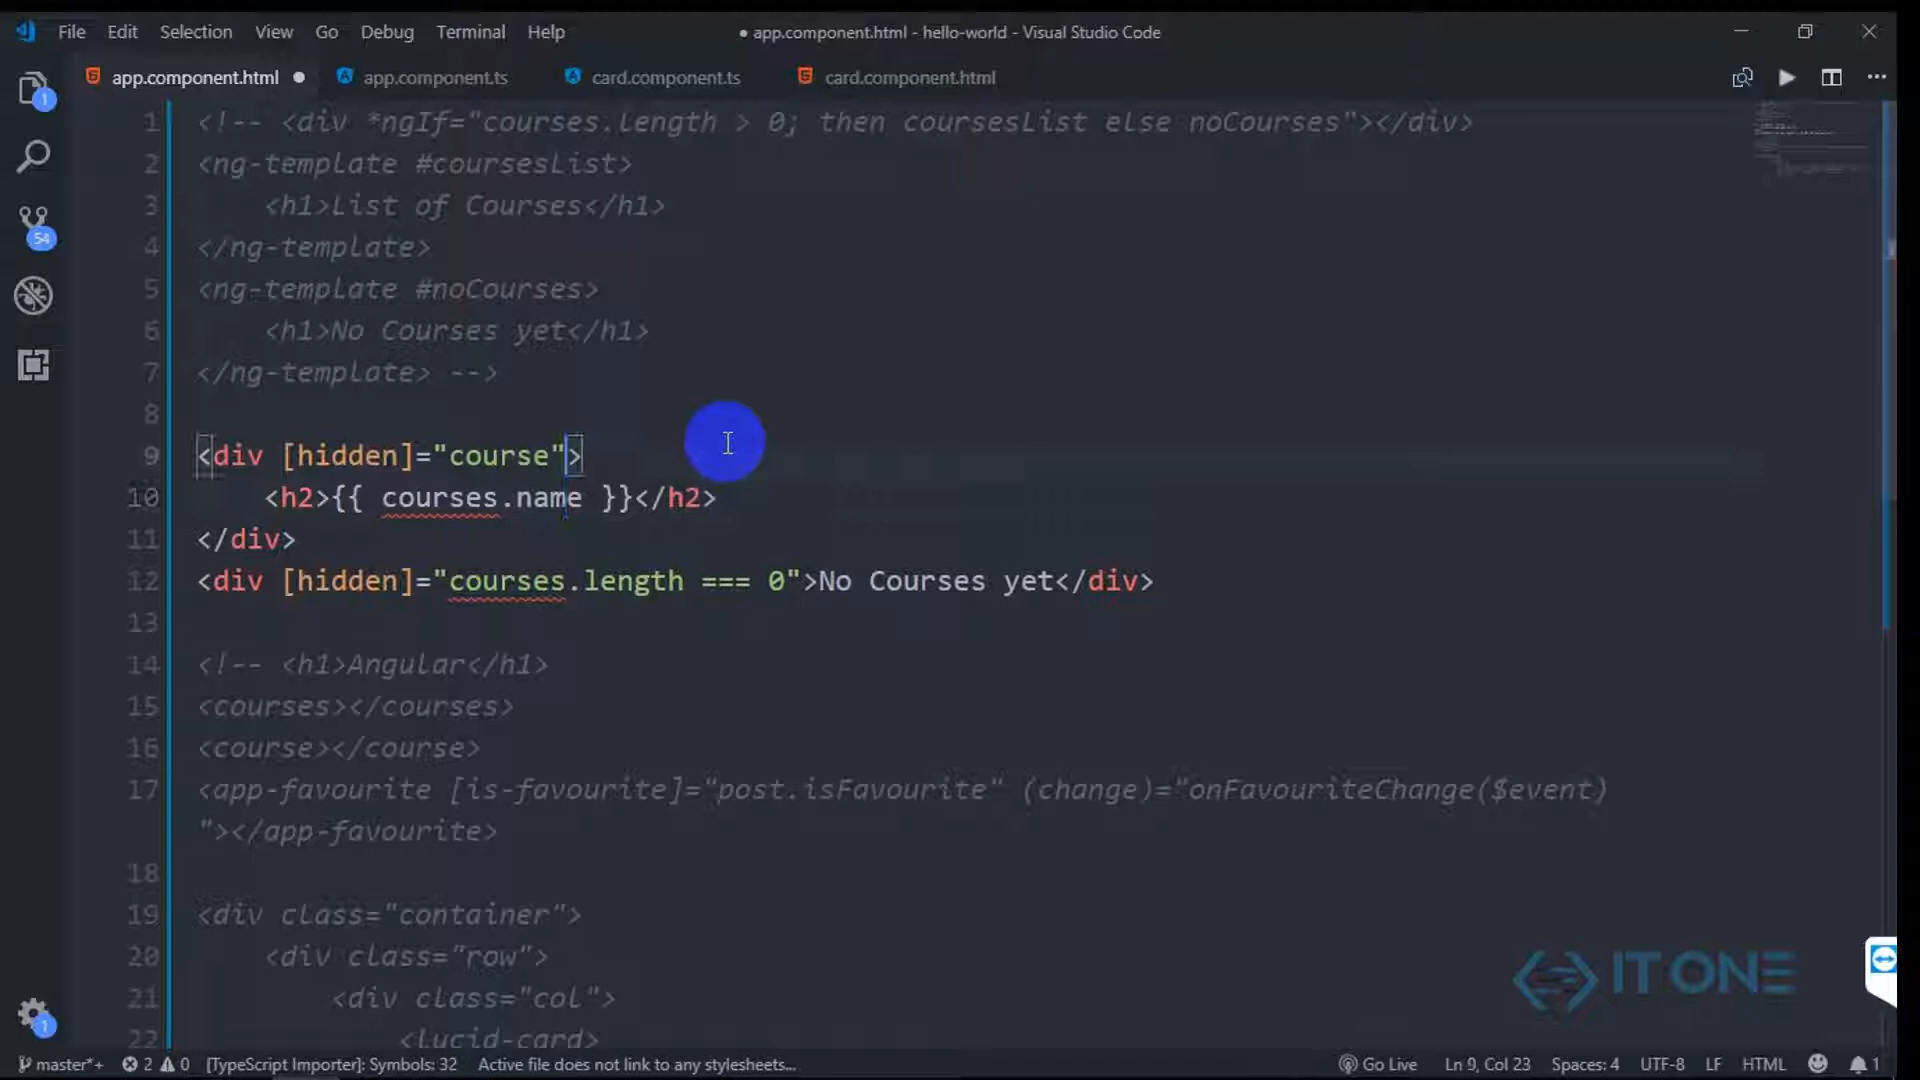 File Edit Selection View Go Debug Terminal Help ● app.component.html - hello-world - Visual Studio Code
app.component.html ● app.component.ts card.component.ts card.component.html
1 <!-- <div *ngIf="courses.length > 0; then coursesList else noCourses"></div>
2 <ng-template #coursesList>
3 <h1>List of Courses</h1>
4 </ng-template>
5 <ng-template #noCourses>
6 <h1>No Courses yet</h1>
7 </ng-template> -->
8
9 <div [hidden]="course">
10 <h2>{{ courses.name }}</h2>
11 </div>
12 <div [hidden]="courses.length === 0">No Courses yet</div>
13
14 <!-- <h1>Angular</h1>
15 <courses></courses>
16 <course></course>
17 <app-favourite [is-favourite]="post.isFavourite" (change)="onFavouriteChange($event)
"></app-favourite>
18
19 <div class="container">
20 <div class="row">
21 <div class="col">
22 <lucid-card>
1
54
1
IT ONE
master*+ 2 0 [TypeScript Importer]: Symbols: 32 Active file does not link to any stylesheets... Go Live Ln 9, Col 23 Spaces: 4 UTF-8 LF HTML 1